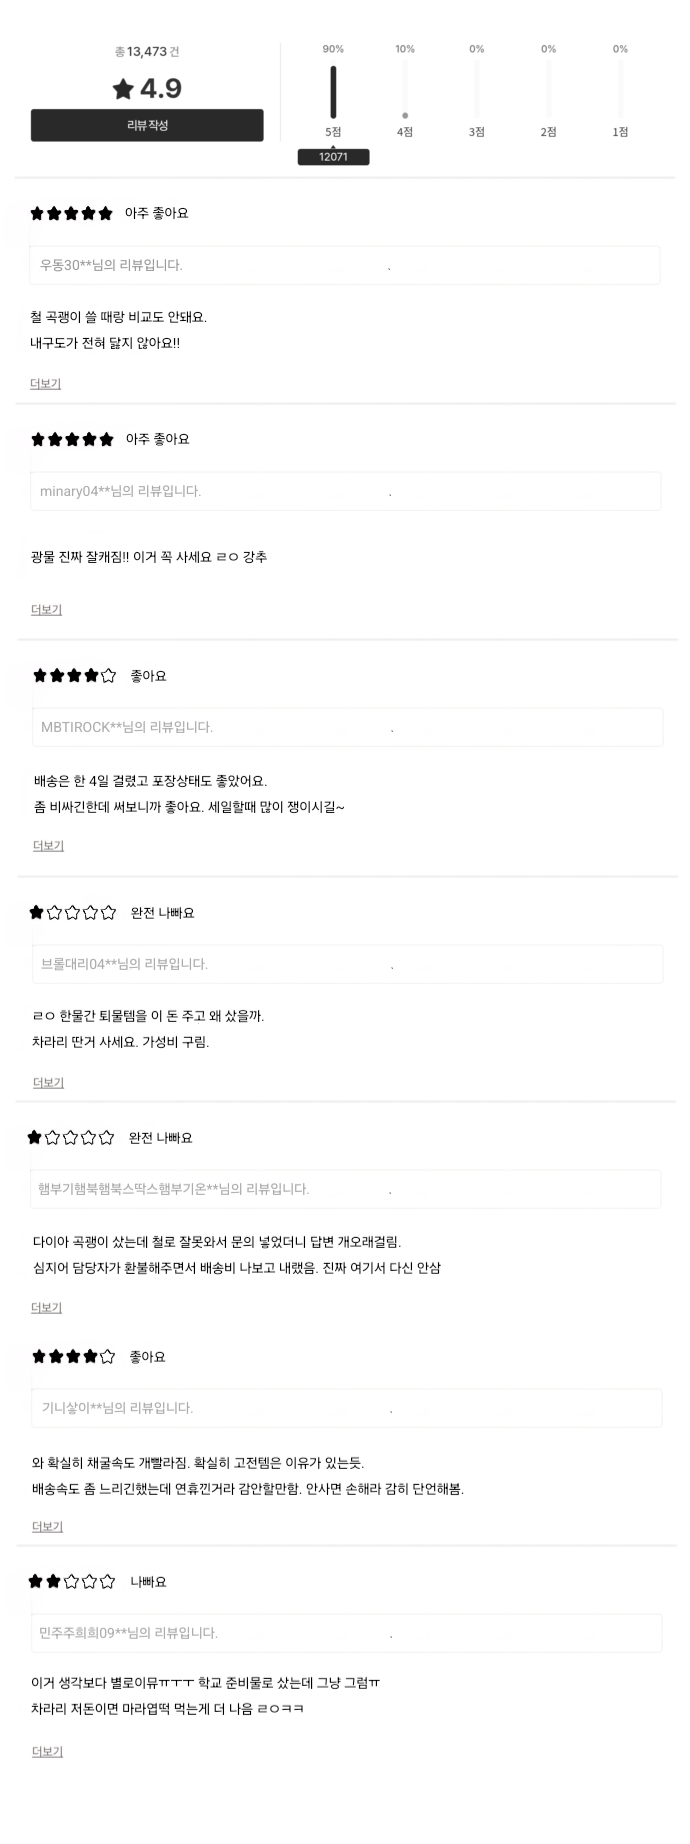 총 13,473 건
★ 4.9
리뷰작성
90% 10% 0% 0% 0%
5점 4점 3점 2점 1점
12071
★★★★★ 아주 좋아요
우동30**님의 리뷰입니다.
철 곡괭이 쓸 때랑 비교도 안돼요.
내구도가 전혀 닳지 않아요!!
더보기
★★★★★ 아주 좋아요
minary04**님의 리뷰입니다.
광물 진짜 잘캐짐!! 이거 꼭 사세요 ㄹㅇ 강추
더보기
★★★★☆ 좋아요
MBTIROCK**님의 리뷰입니다.
배송은 한 4일 걸렸고 포장상태도 좋았어요.
좀 비싸긴한데 써보니까 좋아요. 세일할때 많이 쟁이시길~
더보기
★☆☆☆☆ 완전 나빠요
브롤대리04**님의 리뷰입니다.
ㄹㅇ 한물간 퇴물템을 이 돈 주고 왜 샀을까.
차라리 딴거 사세요. 가성비 구림.
더보기
★☆☆☆☆ 완전 나빠요
햄부기햄북햄북스딱스햄부기온**님의 리뷰입니다.
다이아 곡괭이 샀는데 철로 잘못와서 문의 넣었더니 답변 개오래걸림.
심지어 담당자가 환불해주면서 배송비 나보고 내랬음. 진짜 여기서 다신 안삼
더보기
★★★★☆ 좋아요
기니샇이**님의 리뷰입니다.
와 확실히 채굴속도 개빨라짐. 확실히 고전템은 이유가 있는듯.
배송속도 좀 느리긴했는데 연휴낀거라 감안할만함. 안사면 손해라 감히 단언해봄.
더보기
★★☆☆☆ 나빠요
민주주희희09**님의 리뷰입니다.
이거 생각보다 별로이뮤ㅠㅜㅜ 학교 준비물로 샀는데 그냥 그럼ㅠ
차라리 저돈이면 마라엽떡 먹는게 더 나음 ㄹㅇㅋㅋ
더보기